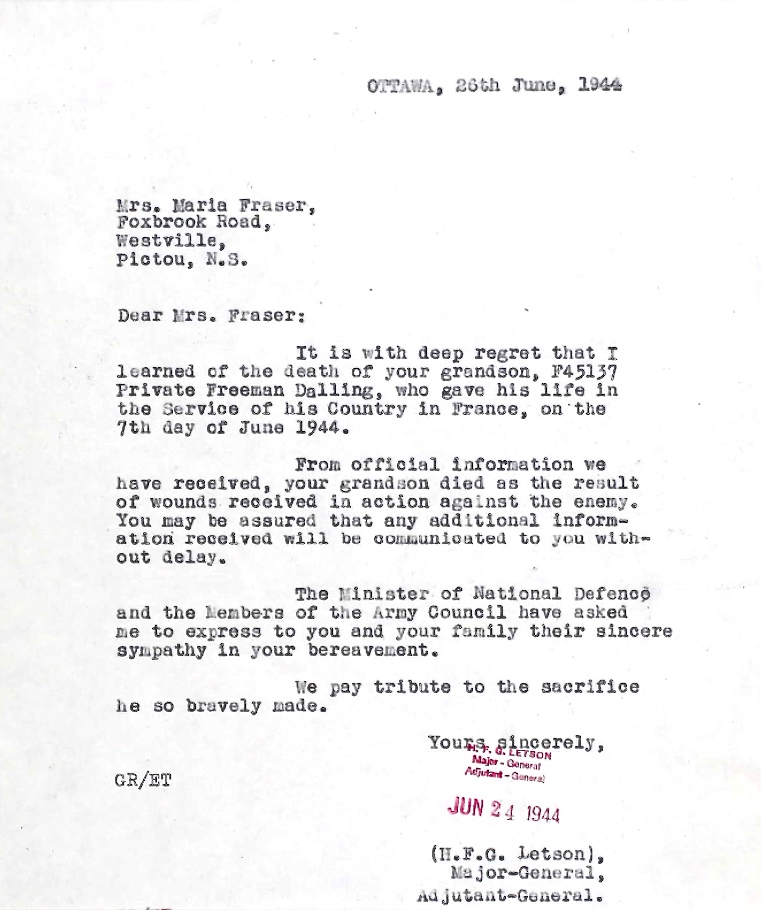 OTTAWA, 26th June, 1944
Mrs. Maria Fraser,
Foxbrook Road,
Westville,
Pictou, N.S.
Dear Mrs. Fraser:
It is with deep regret that I
learned of the death of your grandson, F45137
Private Freeman Dalling, who gave his life in
the Service of his Country in France, on the
7th day of June 1944.
From official information we
have received, your grandson died as the result
of wounds received in action against the enemy.
You may be assured that any additional inform-
ation received will be communicated to you with-
out delay.
The Minister of National Defence
and the Members of the Army Council have asked
me to express to you and your family their sincere
sympathy in your bereavement.
We pay tribute to the sacrifice
he so bravely made.
Yours sincerely,
H. F. G. LETSON
Major - General
Adjutant - General
GR/ET
JUN 24 1944
(H.F.G. Letson),
Major-General,
Adjutant-General.